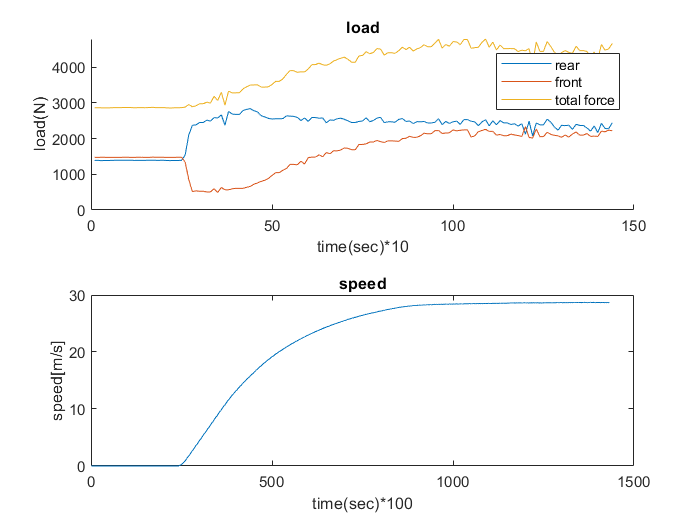 load
load(N)
4000
3000
2000
1000
0
rear
front
total force
0
50
100
150
time(sec)*10
speed
speed[m/s]
30
20
10
0
0
500
1000
1500
time(sec)*100